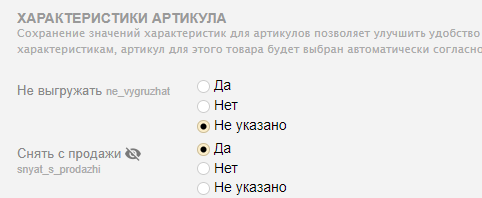 ХАРАКТЕРИСТИКИ АРТИКУЛА
Сохранение значений характеристик для артикулов позволяет улучшить удобство
характеристикам, артикул для этого товара будет выбран автоматически согласно
Не выгружать ne_vygruzhat
Да
Нет
Не указано
Снять с продажи
snyat_s_prodazhi
Да
Нет
Не указано